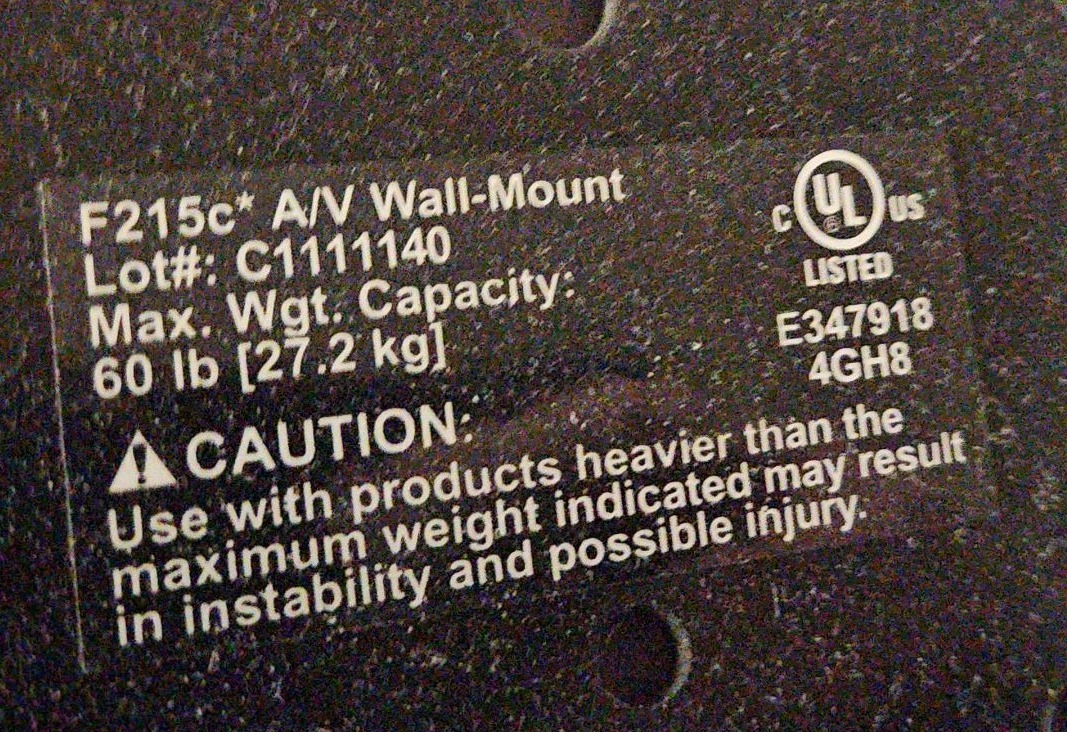 F215c* A/V Wall-Mount
Lot#: C1111140
Max. Wgt. Capacity:
60 lb [27.2 kg]
C UL US
®
LISTED
E347918
4GH8
CAUTION:
Use with products heavier than the
maximum weight indicated may result
in instability and possible injury.